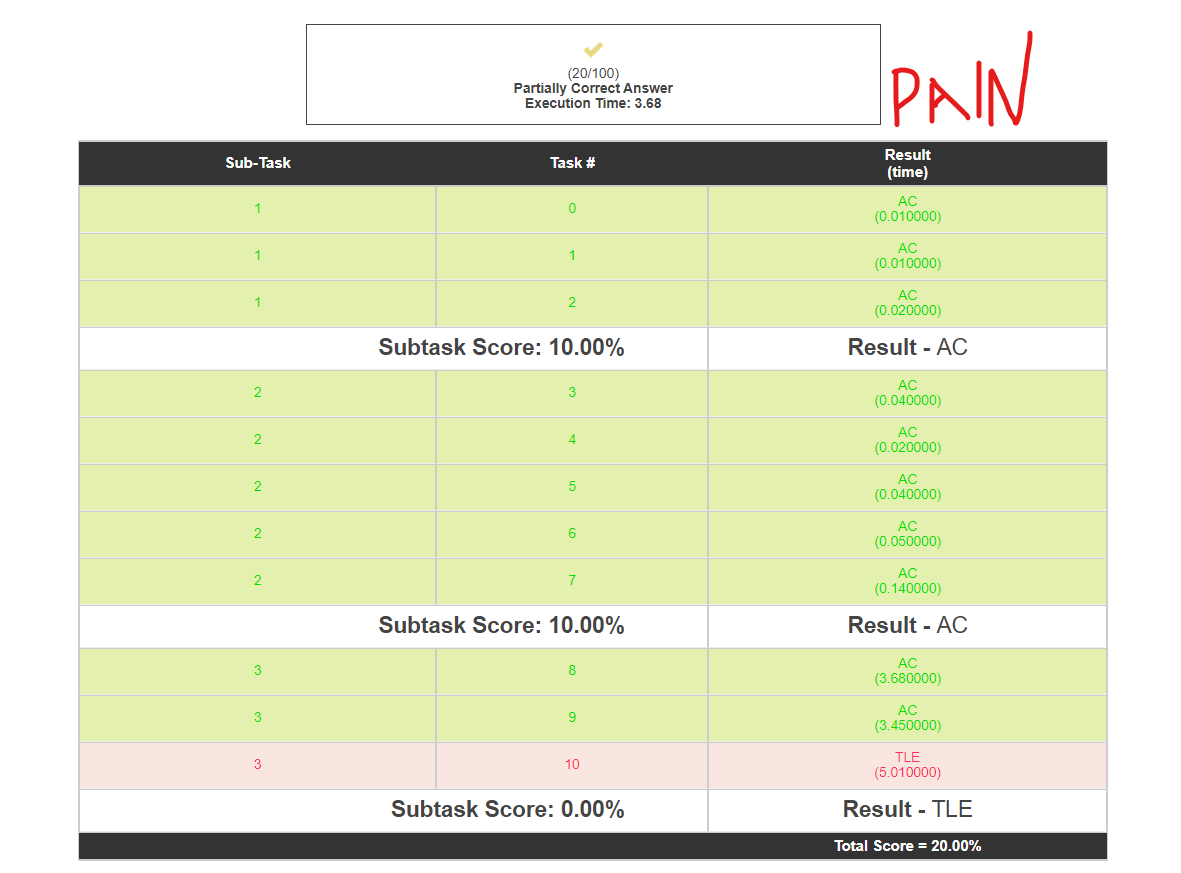 (20/100)
Partially Correct Answer
Execution Time: 3.68
PAIN
Sub-Task Task # Result
(time)
1 0 AC
(0.010000)
1 1 AC
(0.010000)
1 2 AC
(0.020000)
Subtask Score: 10.00% Result - AC
2 3 AC
(0.040000)
2 4 AC
(0.020000)
2 5 AC
(0.040000)
2 6 AC
(0.050000)
2 7 AC
(0.140000)
Subtask Score: 10.00% Result - AC
3 8 AC
(3.680000)
3 9 AC
(3.450000)
3 10 TLE
(5.010000)
Subtask Score: 0.00% Result - TLE
Total Score = 20.00%